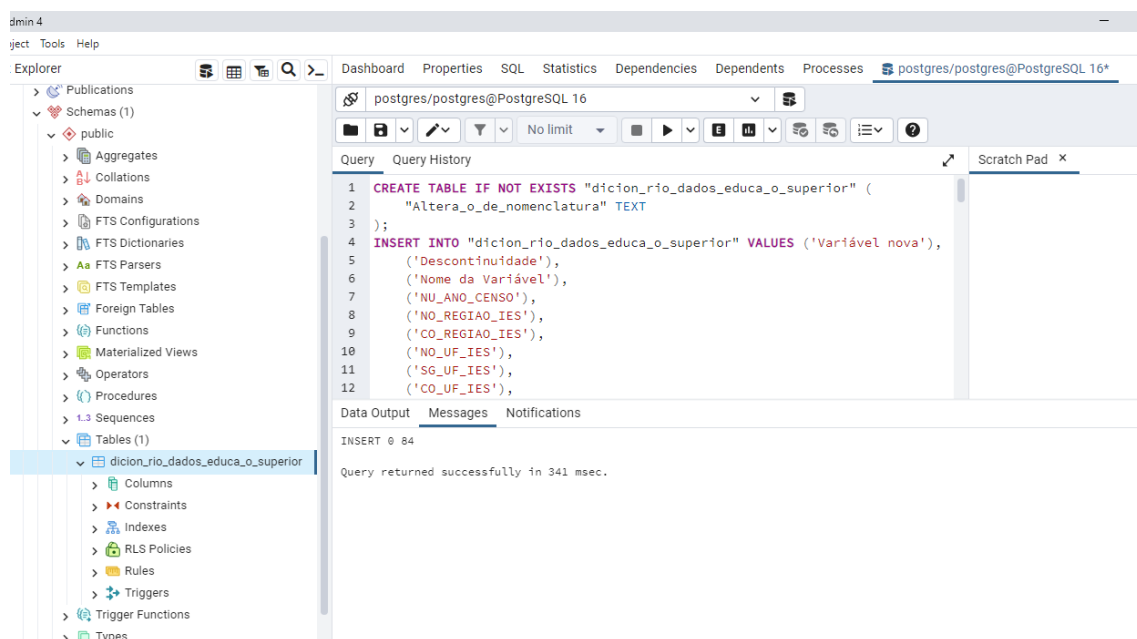 dmin 4
ject Tools Help
Explorer
Dashboard Properties SQL Statistics Dependencies Dependents Processes postgres/postgres@PostgreSQL 16*
Publications
Schemas (1)
public
Aggregates
Collations
Domains
FTS Configurations
FTS Dictionaries
Aa FTS Parsers
FTS Templates
Foreign Tables
Functions
Materialized Views
Operators
Procedures
1..3 Sequences
Tables (1)
dicion_rio_dados_educa_o_superior
Columns
Constraints
Indexes
RLS Policies
Rules
Triggers
Trigger Functions
Types
postgres/postgres@PostgreSQL 16
No limit
Query Query History
Scratch Pad ×
1 CREATE TABLE IF NOT EXISTS "dicion_rio_dados_educa_o_superior" (
2 "Altera_o_de_nomenclatura" TEXT
3 );
4 INSERT INTO "dicion_rio_dados_educa_o_superior" VALUES ('Variável nova'),
5 ('Descontinuidade'),
6 ('Nome da Variável'),
7 ('NU_ANO_CENSO'),
8 ('NO_REGIAO_IES'),
9 ('CO_REGIAO_IES'),
10 ('NO_UF_IES'),
11 ('SG_UF_IES'),
12 ('CO_UF_IES'),
Data Output Messages Notifications
INSERT 0 84
Query returned successfully in 341 msec.